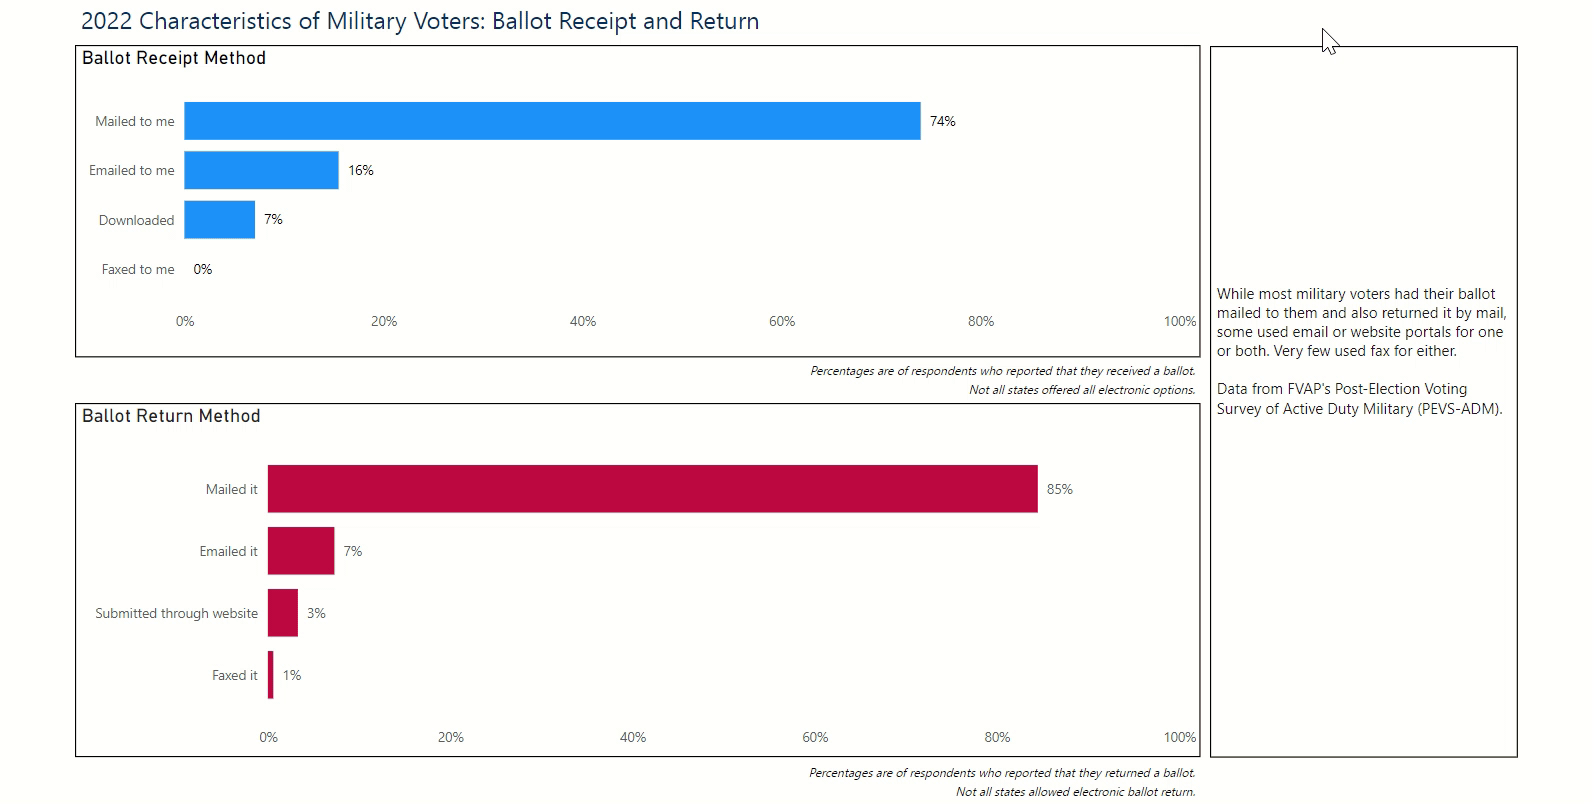 2022 Characteristics of Military Voters: Ballot Receipt and Return
Ballot Receipt Method
Mailed to me 74%
Emailed to me 16%
Downloaded 7%
Faxed to me 0%
0% 20% 40% 60% 80% 100%
Percentages are of respondents who reported that they received a ballot.
Not all states offered all electronic options.
Ballot Return Method
Mailed it 85%
Emailed it 7%
Submitted through website 3%
Faxed it 1%
0% 20% 40% 60% 80% 100%
Percentages are of respondents who reported that they returned a ballot.
Not all states allowed electronic ballot return.
While most military voters had their ballot
mailed to them and also returned it by mail,
some used email or website portals for one
or both. Very few used fax for either.
Data from FVAP's Post-Election Voting
Survey of Active Duty Military (PEVS-ADM).